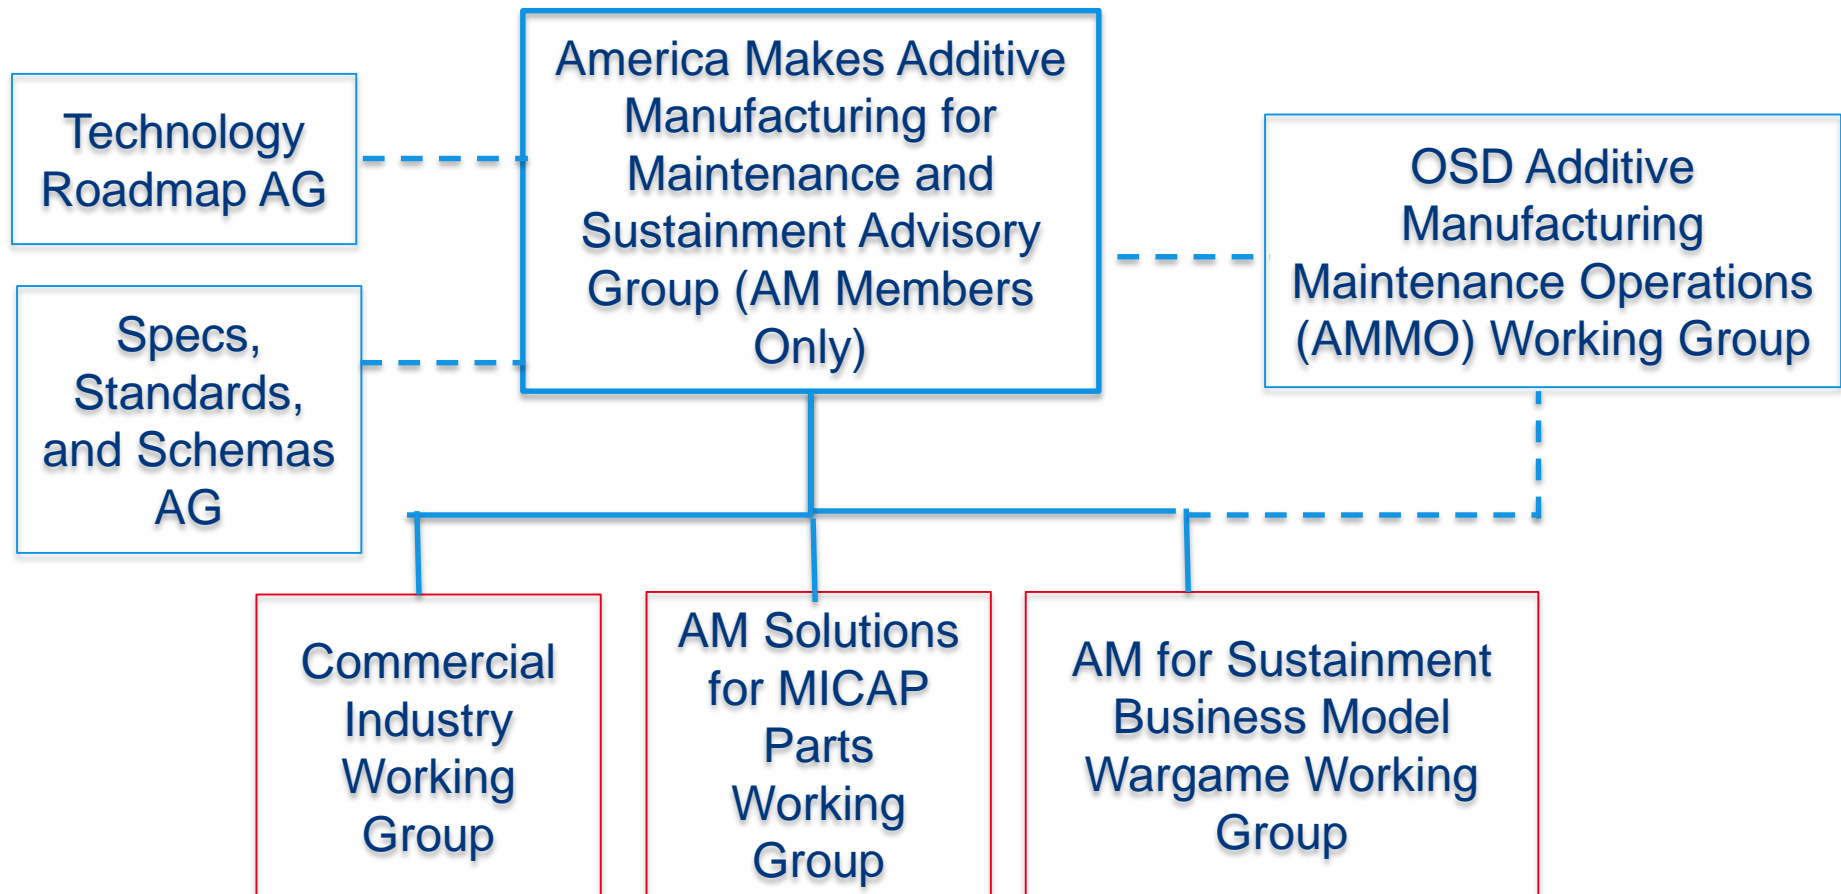 Technology
Roadmap AG
Specs,
Standards,
and Schemas
AG
America Makes Additive
Manufacturing for
Maintenance and
Sustainment Advisory
Group (AM Members
Only)
OSD Additive
Manufacturing
Maintenance Operations
(AMMO) Working Group
Commercial
Industry
Working
Group
AM Solutions
for MICAP
Parts
Working
Group
AM for Sustainment
Business Model
Wargame Working
Group